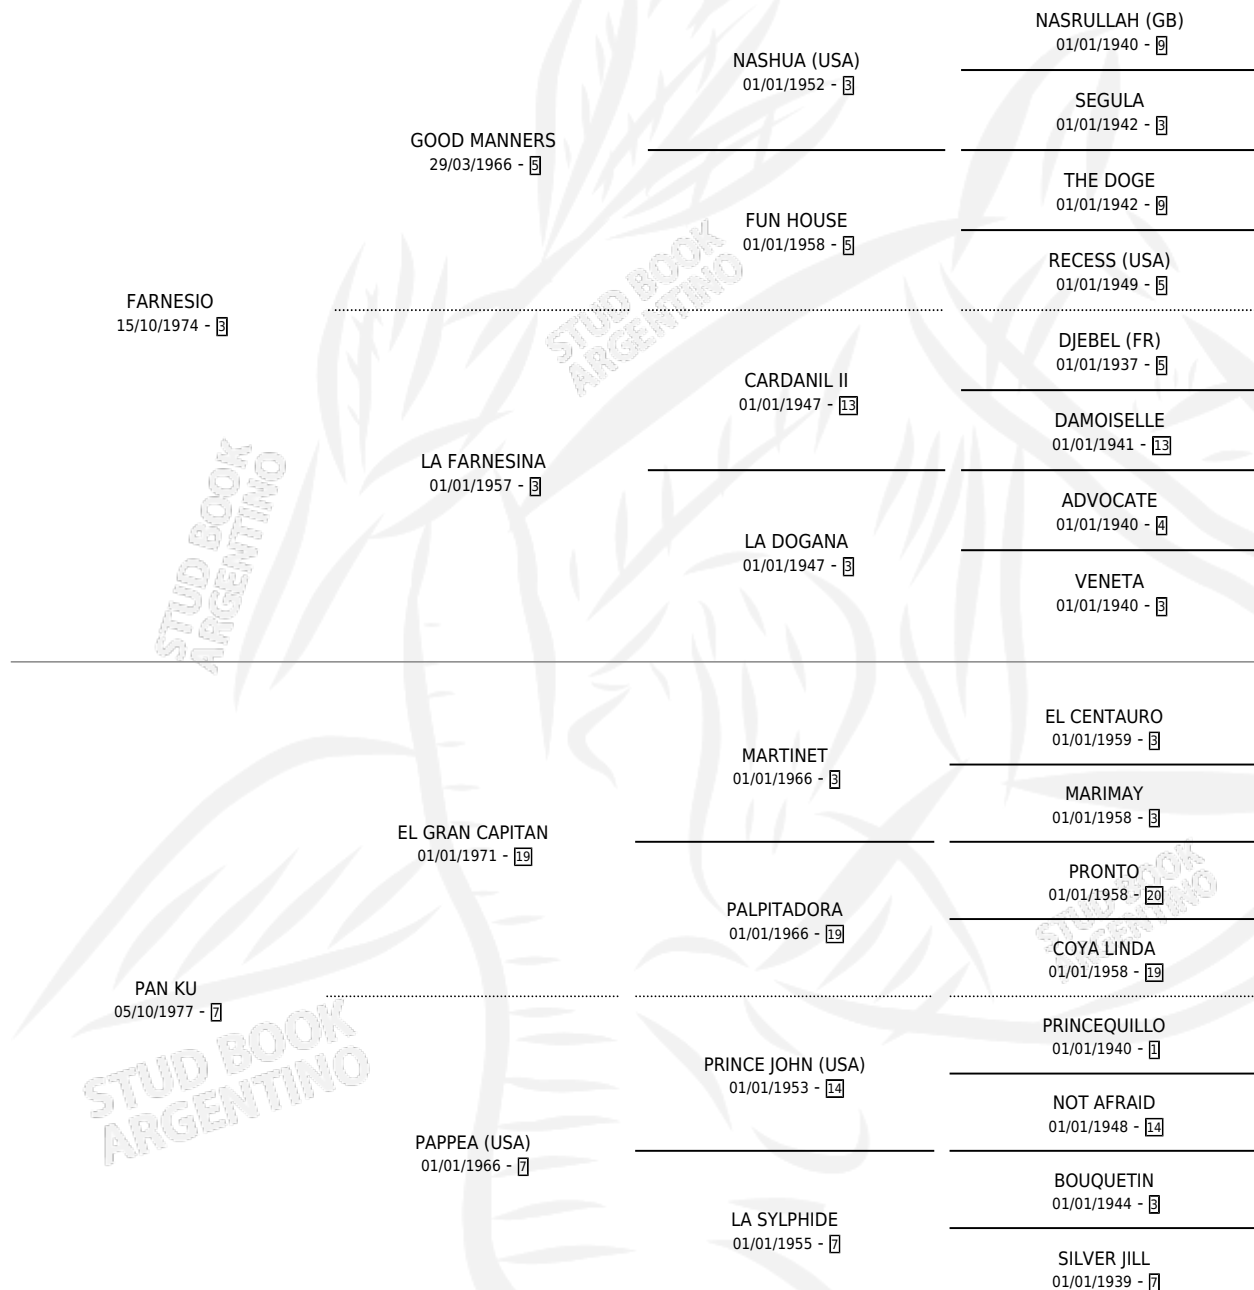 NASRULLAH (GB)
01/01/1940 - 9
NASHUA (USA)
01/01/1952 - 3
SEGULA
01/01/1942 - 3
GOOD MANNERS
29/03/1966 - 5
THE DOGE
01/01/1942 - 9
FUN HOUSE
01/01/1958 - 5
RECESS (USA)
01/01/1949 - 5
FARNESIO
15/10/1974 - 3
DJEBEL (FR)
01/01/1937 - 5
CARDANIL II
01/01/1947 - 13
DAMOISELLE
01/01/1941 - 13
LA FARNESINA
01/01/1957 - 3
ADVOCATE
01/01/1940 - 4
LA DOGANA
01/01/1947 - 3
VENETA
01/01/1940 - 3
EL CENTAURO
01/01/1959 - 3
MARTINET
01/01/1966 - 3
MARIMAY
01/01/1958 - 3
EL GRAN CAPITAN
01/01/1971 - 19
PRONTO
01/01/1958 - 20
PALPITADORA
01/01/1966 - 19
COYA LINDA
01/01/1958 - 19
PAN KU
05/10/1977 - 7
PRINCEQUILLO
01/01/1940 - 1
PRINCE JOHN (USA)
01/01/1953 - 14
NOT AFRAID
01/01/1948 - 14
PAPPEA (USA)
01/01/1966 - 7
BOUQUETIN
01/01/1944 - 3
LA SYLPHIDE
01/01/1955 - 7
SILVER JILL
01/01/1939 - 7
STUD BOOK
ARGENTINO
STUD BOOK
ARGENTINO
STUD BOOK
ARGENTINO
STUD BOOK
ARGENTINO